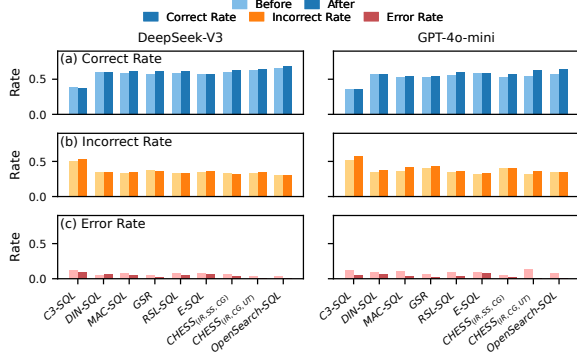 Before After
Correct Rate Incorrect Rate Error Rate
DeepSeek-V3 GPT-4o-mini
(a) Correct Rate
Rate
0.5
0.0
(b) Incorrect Rate
Rate
0.5
0.0
(c) Error Rate
Rate
0.5
0.0
C3-SQL
DIN-SQL
MAC-SQL
GSR
RSL-SQL
E-SQL
CHESS(IR, SS, CG)
CHESS(IR, CG, UT)
OpenSearch-SQL
C3-SQL
DIN-SQL
MAC-SQL
GSR
RSL-SQL
E-SQL
CHESS(IR, SS, CG)
CHESS(IR, CG, UT)
OpenSearch-SQL